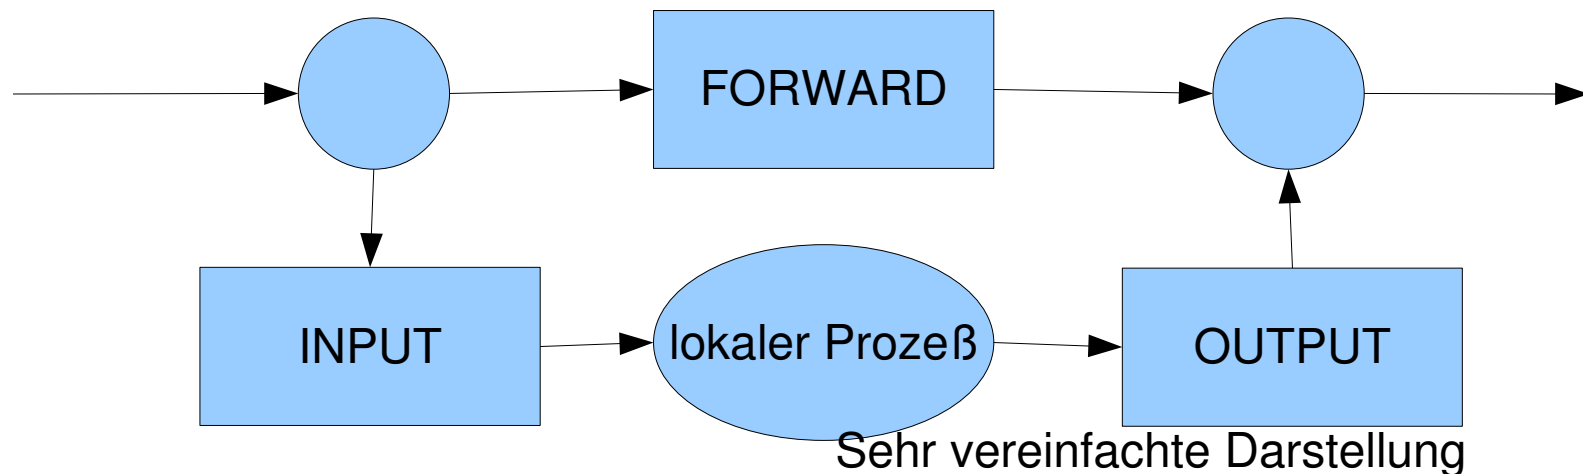 FORWARD
INPUT
lokaler Prozeß
OUTPUT
Sehr vereinfachte Darstellung